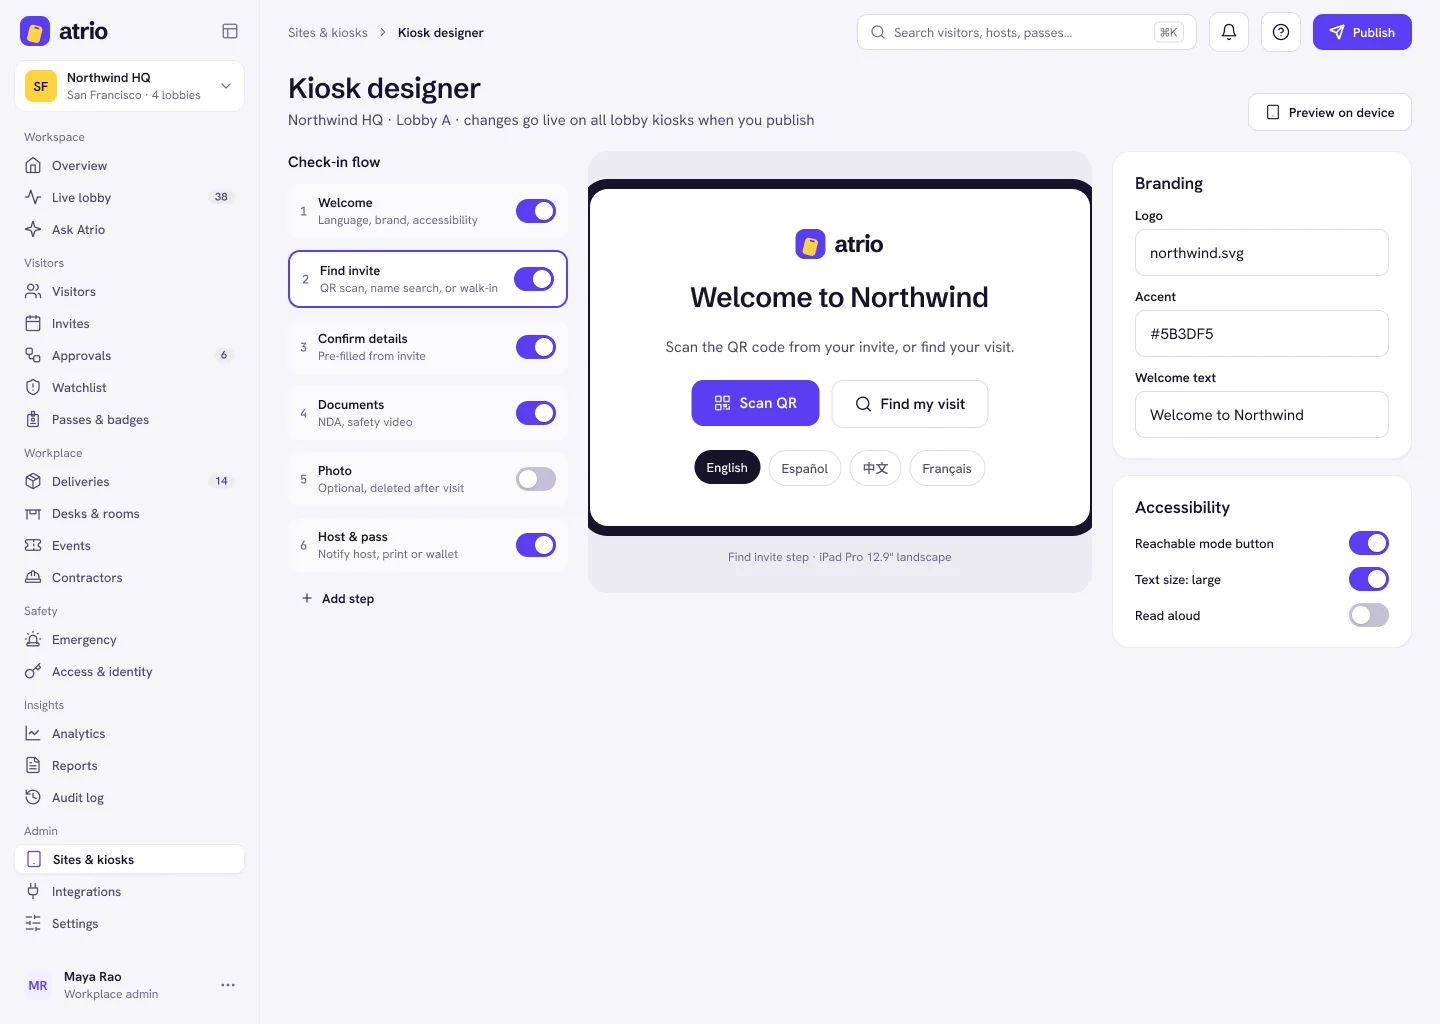 atrio
SF
Northwind HQ
San Francisco · 4 lobbies
Workspace
Overview
Live lobby 38
Ask Atrio
Visitors
Visitors
Invites
Approvals 6
Watchlist
Passes & badges
Workplace
Deliveries 14
Desks & rooms
Events
Contractors
Safety
Emergency
Access & identity
Insights
Analytics
Reports
Audit log
Admin
Sites & kiosks
Integrations
Settings
MR
Maya Rao
Workplace admin
Sites & kiosks > Kiosk designer
Search visitors, hosts, passes... ⌘K
Publish
Kiosk designer
Northwind HQ · Lobby A · changes go live on all lobby kiosks when you publish
Preview on device
Check-in flow
1
Welcome
Language, brand, accessibility
2
Find invite
QR scan, name search, or walk-in
3
Confirm details
Pre-filled from invite
4
Documents
NDA, safety video
5
Photo
Optional, deleted after visit
6
Host & pass
Notify host, print or wallet
+ Add step
atrio
Welcome to Northwind
Scan the QR code from your invite, or find your visit.
Scan QR Find my visit
English Español 中文 Français
Find invite step · iPad Pro 12.9" landscape
Branding
Logo
northwind.svg
Accent
#5B3DF5
Welcome text
Welcome to Northwind
Accessibility
Reachable mode button
Text size: large
Read aloud